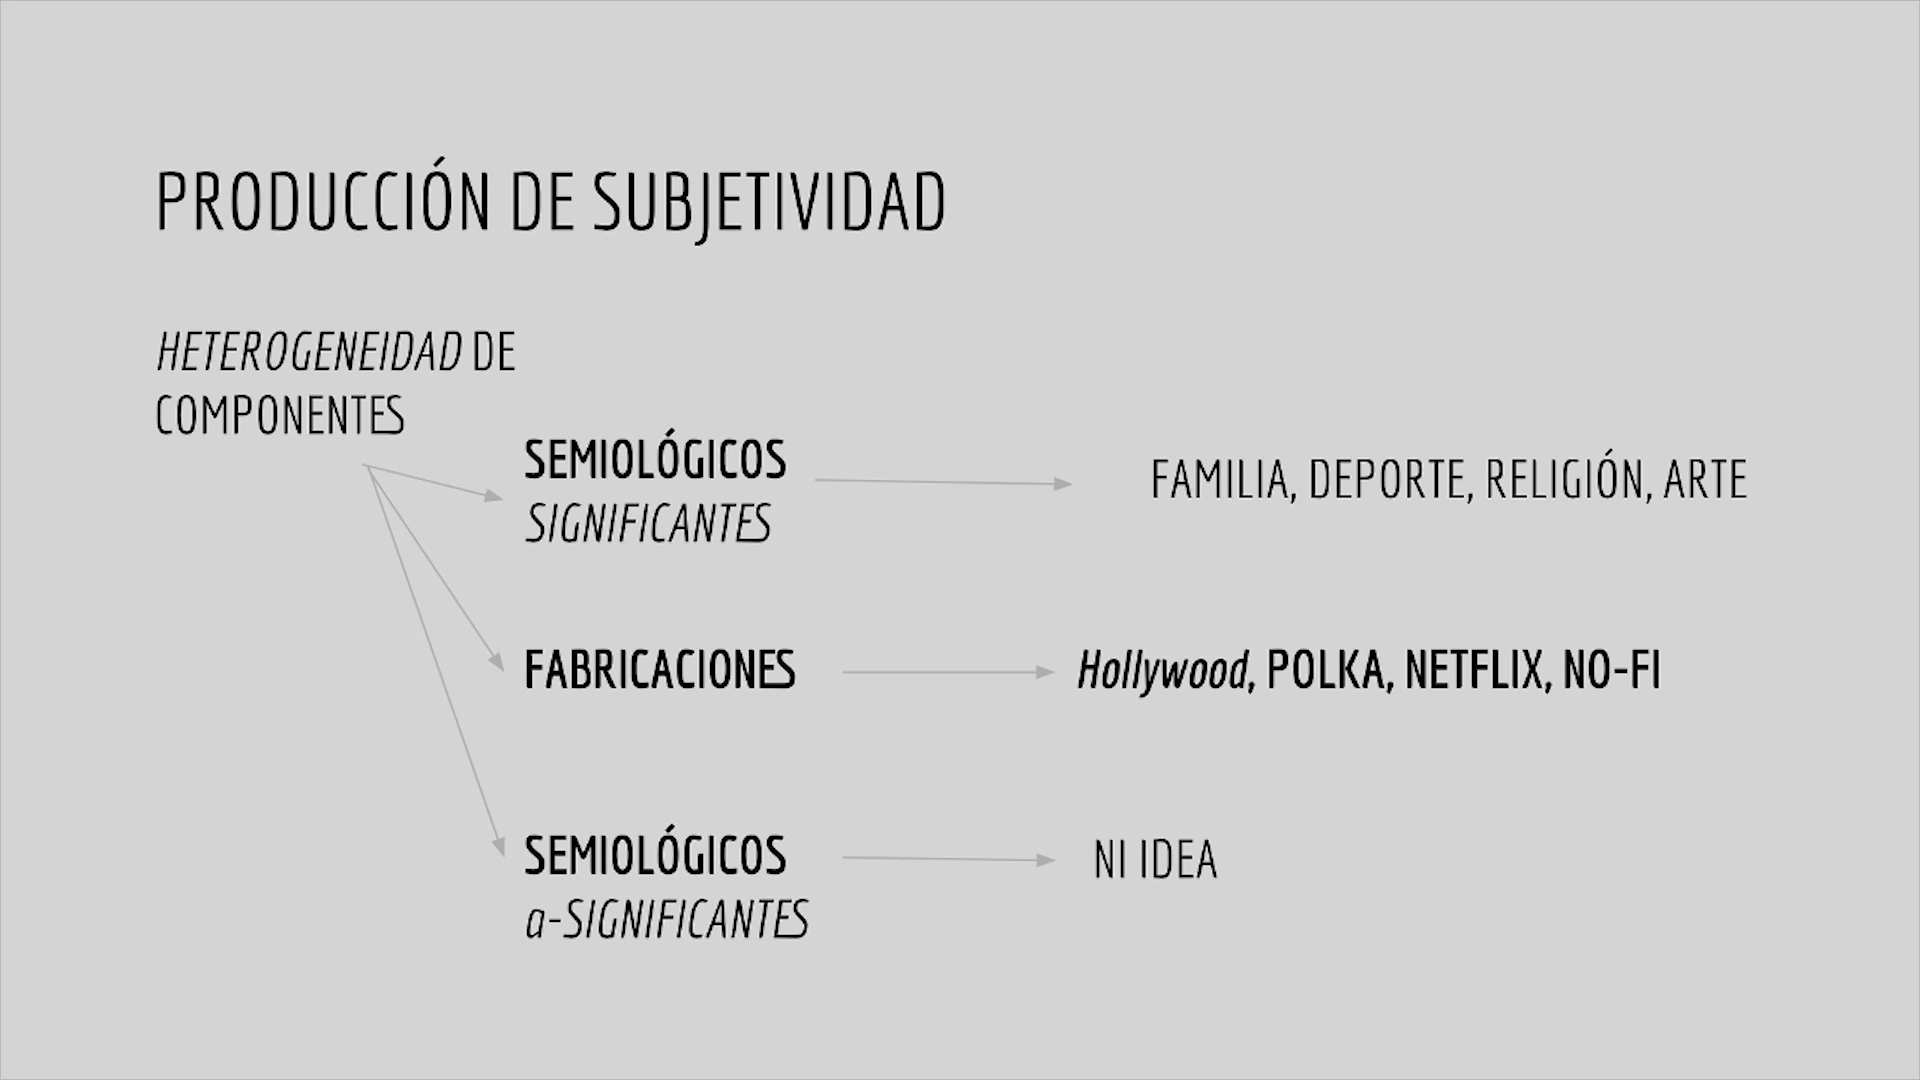 PRODUCCIÓN DE SUBJETIVIDAD
HETEROGENEIDAD DE
COMPONENTES
SEMIOLÓGICOS
SIGNIFICANTES
FAMILIA, DEPORTE, RELIGIÓN, ARTE
FABRICACIONES
Hollywood, POLKA, NETFLIX, NO-FI
SEMIOLÓGICOS
a-SIGNIFICANTES
NI IDEA